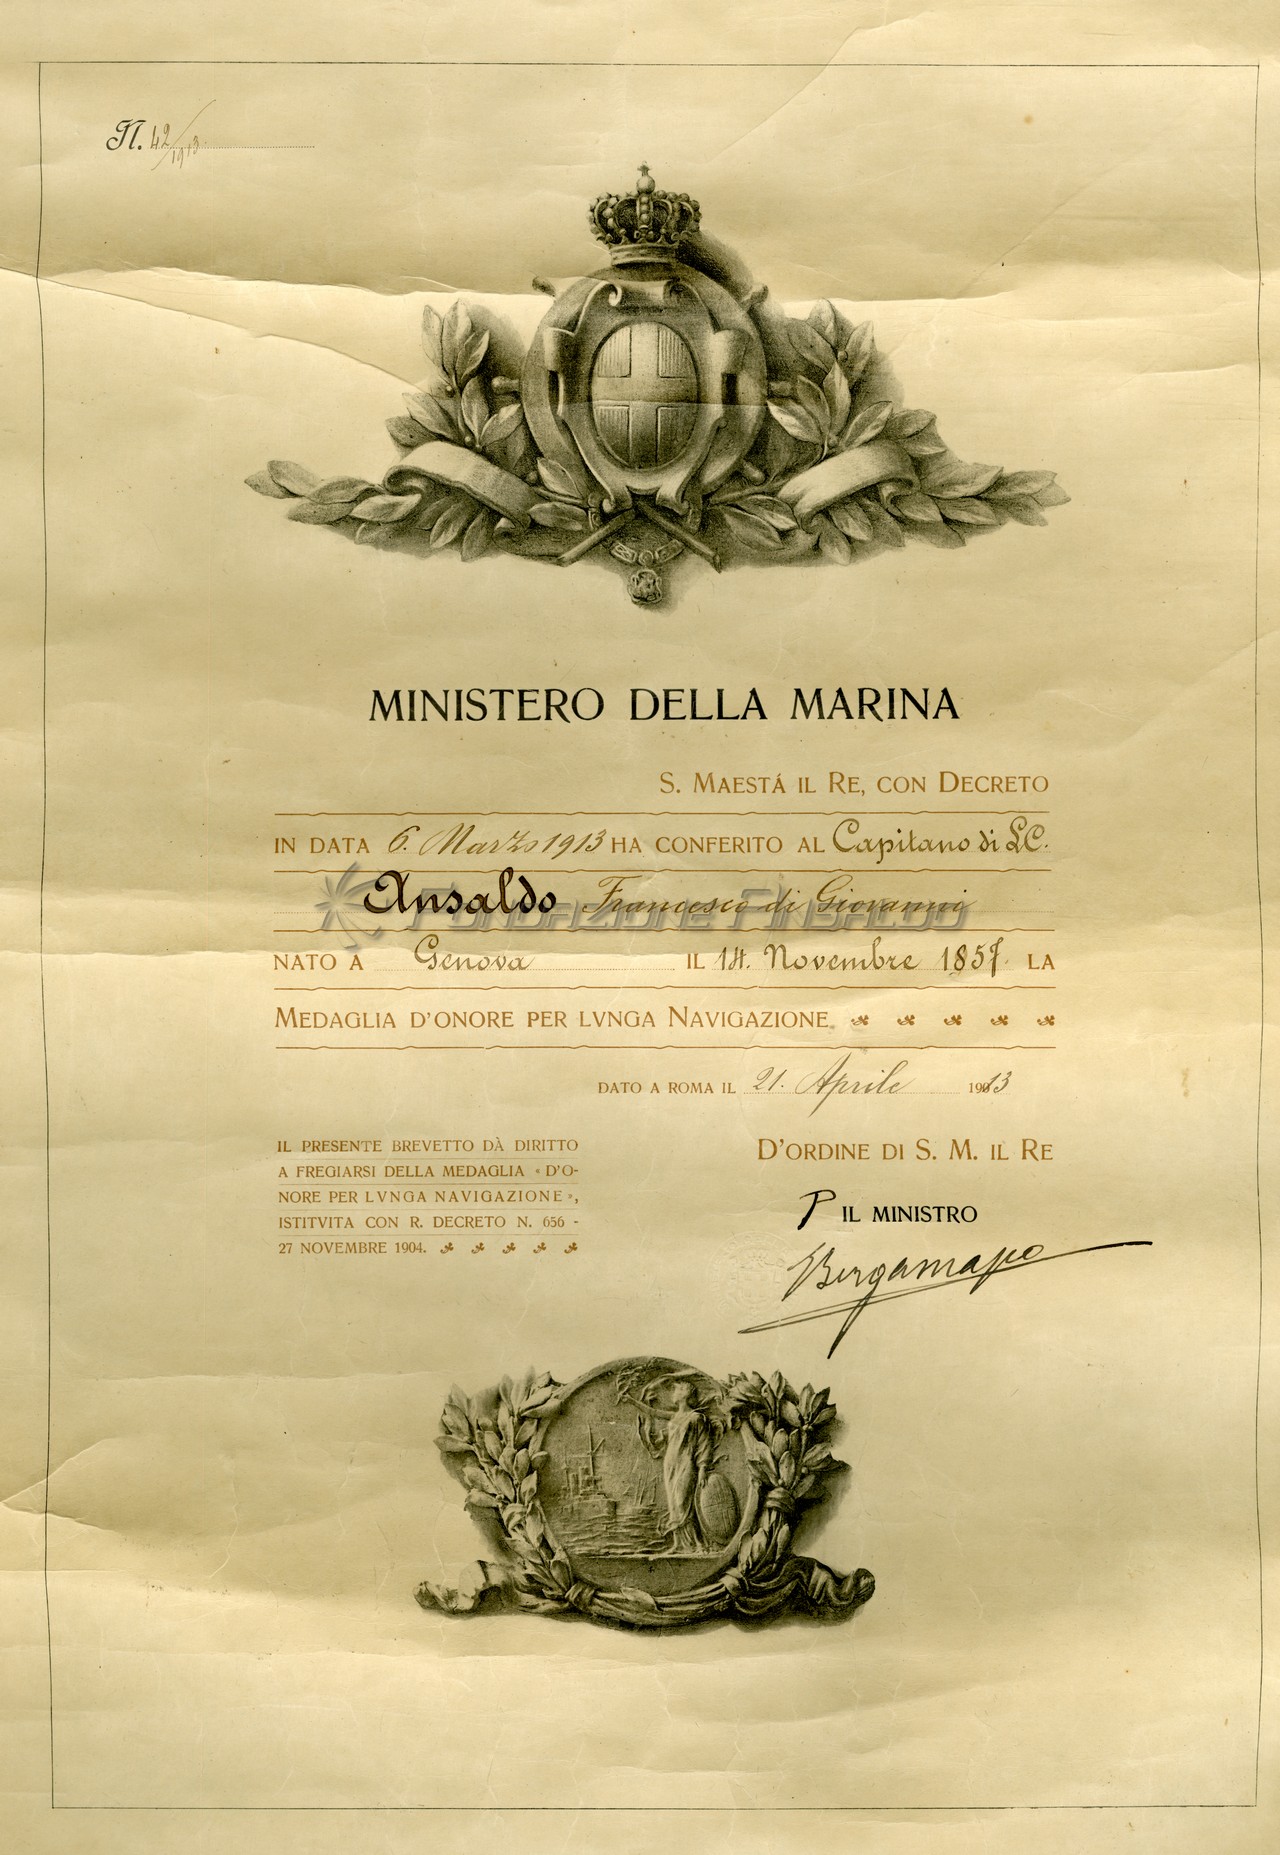 N. 42/1913
MINISTERO DELLA MARINA
S. MAESTÁ IL RE, CON DECRETO
IN DATA 6. Marzo 1913 HA CONFERITO AL Capitano di L.C.
Ansaldo Francesco di Giovanni
FONDAZIONE ANSALDO
NATO A Genova IL 14. Novembre 1857. LA
MEDAGLIA D'ONORE PER LVNGA NAVIGAZIONE
DATO A ROMA IL 21. Aprile 1913
IL PRESENTE BREVETTO DÀ DIRITTO
A FREGIARSI DELLA MEDAGLIA «D'O-
NORE PER LVNGA NAVIGAZIONE»,
ISTITVITA CON R. DECRETO N. 656 -
27 NOVEMBRE 1904.
D'ORDINE DI S. M. IL RE
P IL MINISTRO
Bergamasco